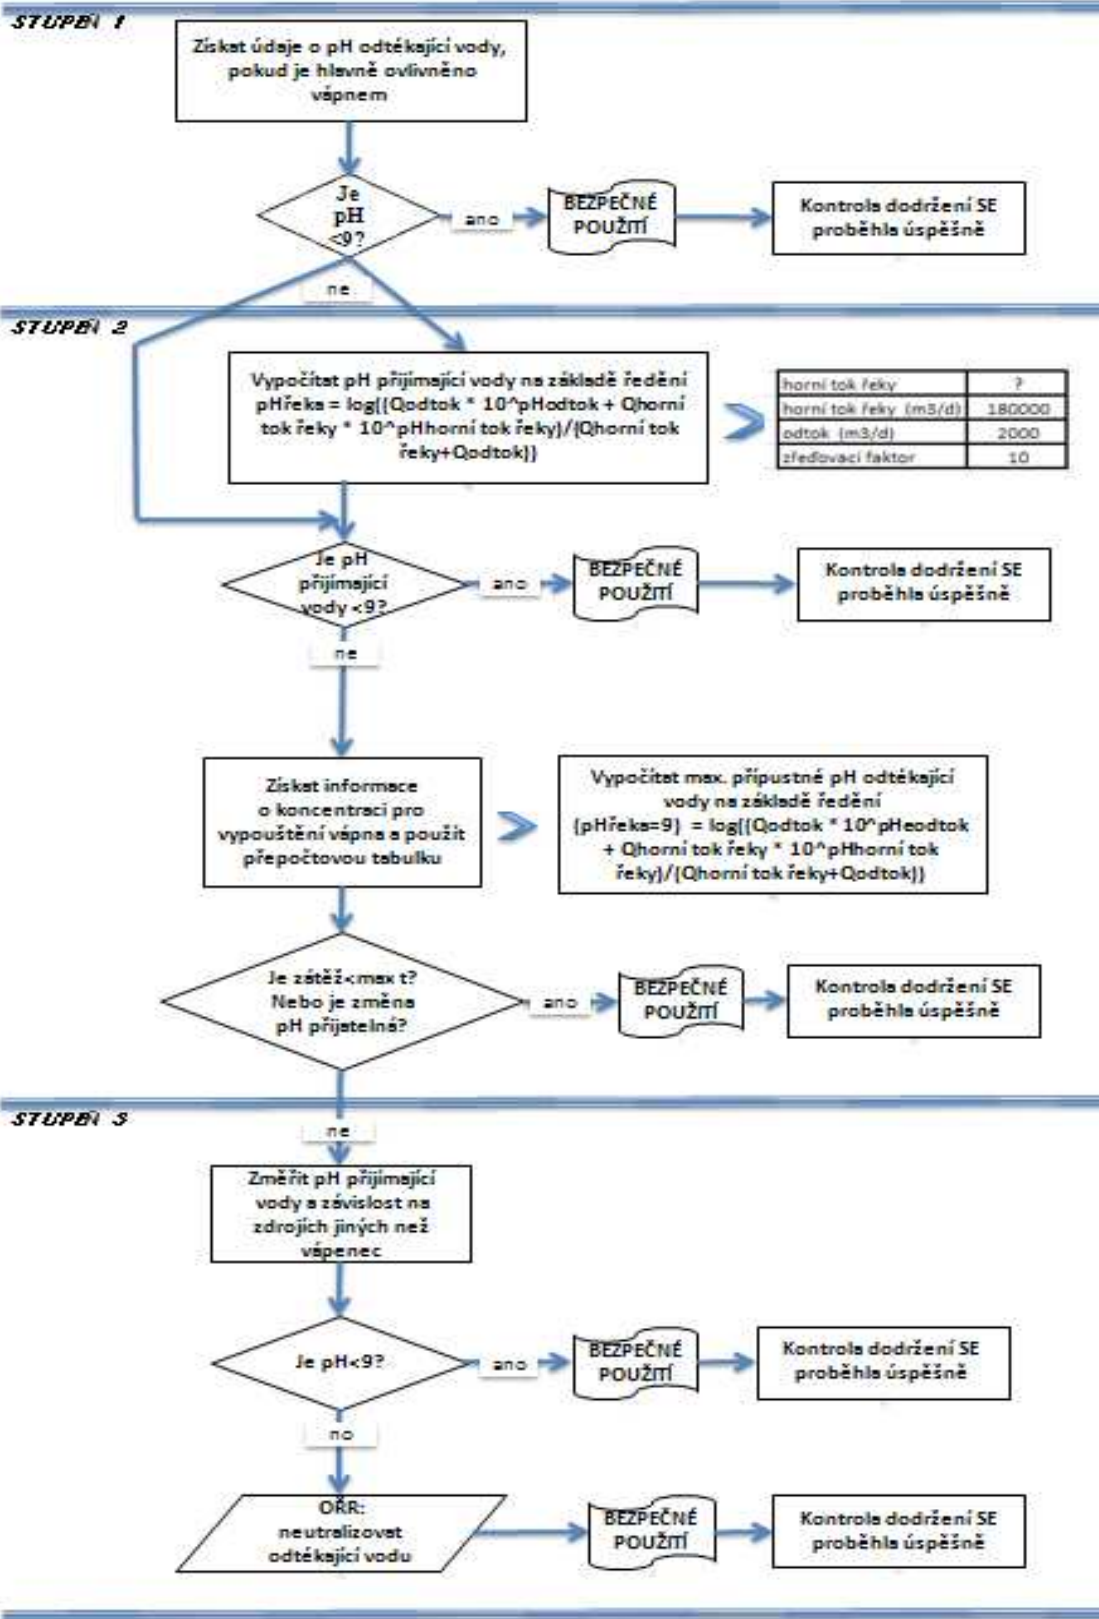 STUPEŇ 1
Získat údaje o pH odtékající vody,
pokud je hlavně ovlivněno
vápnem
Je
pH
<9?
ano
BEZPEČNÉ
POUŽITÍ
Kontrola dodržení SE
proběhla úspěšně
ne
STUPEŇ 2
Vypočítat pH přijímající vody na základě ředění
pHřeka = log((Qodtok * 10^pHodtok + Qhorní
tok řeky * 10^pHhorní tok řeky)/(Qhorní tok
řeky+Qodtok))
horní tok řeky ?
horní tok řeky (m3/d) 180000
odtok (m3/d) 2000
zřeďovací faktor 10
Je pH
přijímající
vody <9?
ano
BEZPEČNÉ
POUŽITÍ
Kontrola dodržení SE
proběhla úspěšně
ne
Získat informace
o koncentraci pro
vypouštění vápna a použít
přepočtovou tabulku
Vypočítat max. přípustné pH odtékající
vody na základě ředění
(pHřeka=9) = log((Qodtok * 10^pHeodtok
+ Qhorní tok řeky * 10^pHhorní tok
řeky)/(Qhorní tok řeky+Qodtok))
Je zátěž<max t?
Nebo je změna
pH přijatelná?
ano
BEZPEČNÉ
POUŽITÍ
Kontrola dodržení SE
proběhla úspěšně
STUPEŇ 3
ne
Změřit pH přijímající
vody a závislost na
zdrojích jiných než
vápenec
Je pH<9?
ano
BEZPEČNÉ
POUŽITÍ
Kontrola dodržení SE
proběhla úspěšně
no
OŘR:
neutralizovat
odtékající vodu
BEZPEČNÉ
POUŽITÍ
Kontrola dodržení SE
proběhla úspěšně